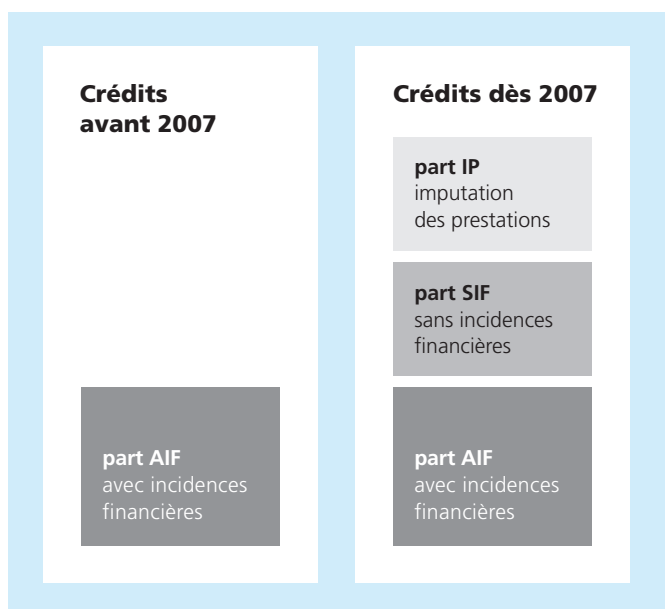 Crédits
avant 2007
part AIF
avec incidences
financières
Crédits dès 2007
part IP
imputation
des prestations
part SIF
sans incidences
financières
part AIF
avec incidences
financières